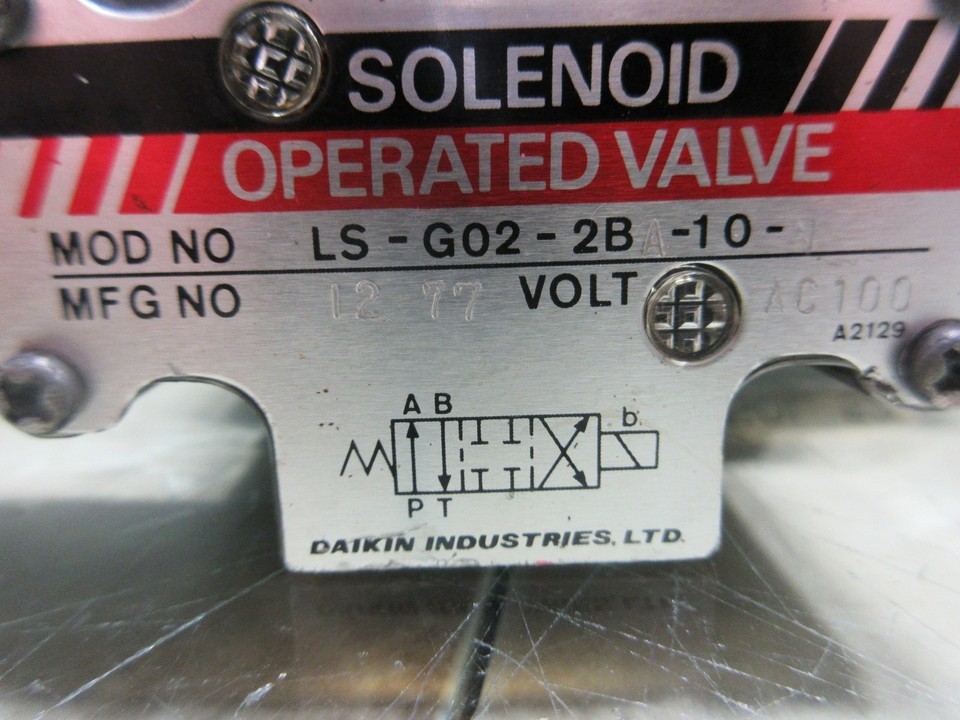 SOLENOID
OPERATED VALVE
MOD NO LS - G02 - 2BA -10 -
MFG NO 12 77 VOLT AC100
A2129
A B
b
P T
DAIKIN INDUSTRIES, LTD.